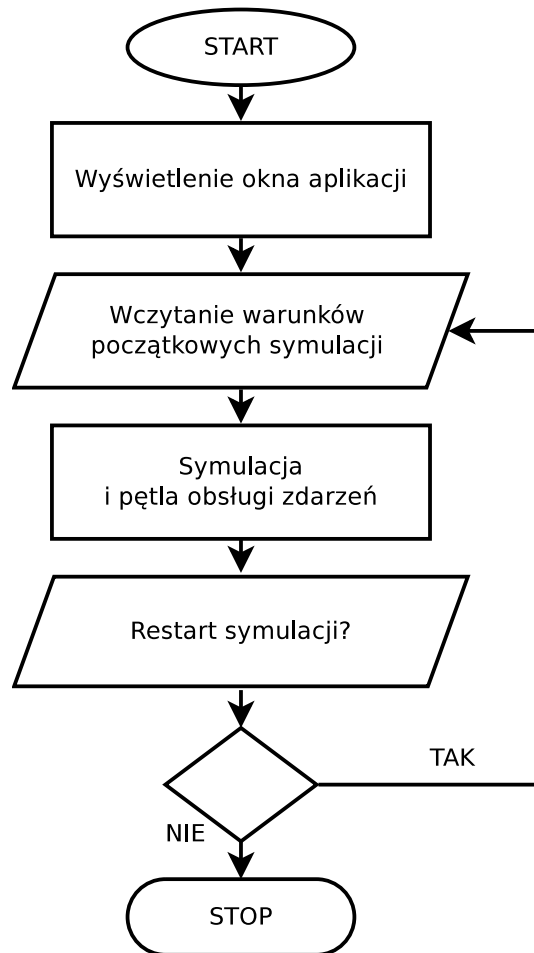 START
Wyświetlenie okna aplikacji
Wczytanie warunków
początkowych symulacji
Symulacja
i pętla obsługi zdarzeń
Restart symulacji?
TAK
NIE
STOP